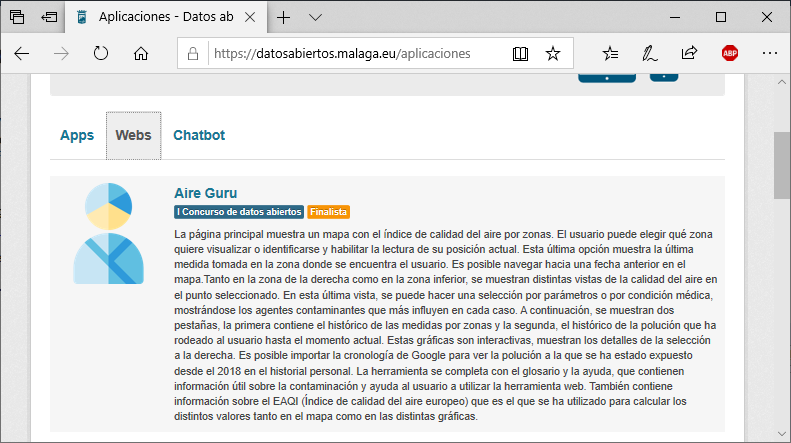 Aplicaciones - Datos ab
https://datosabiertos.malaga.eu/aplicaciones
ABP
Apps Webs Chatbot
Aire Guru
I Concurso de datos abiertos Finalista
La página principal muestra un mapa con el índice de calidad del aire por zonas. El usuario puede elegir qué zona
quiere visualizar o identificarse y habilitar la lectura de su posición actual. Esta última opción muestra la última
medida tomada en la zona donde se encuentra el usuario. Es posible navegar hacia una fecha anterior en el
mapa.Tanto en la zona de la derecha como en la zona inferior, se muestran distintas vistas de la calidad del aire en
el punto seleccionado. En esta última vista, se puede hacer una selección por parámetros o por condición médica,
mostrándose los agentes contaminantes que más influyen en cada caso. A continuación, se muestran dos
pestañas, la primera contiene el histórico de las medidas por zonas y la segunda, el histórico de la polución que ha
rodeado al usuario hasta el momento actual. Estas gráficas son interactivas, muestran los detalles de la selección
a la derecha. Es posible importar la cronología de Google para ver la polución a la que se ha estado expuesto
desde el 2018 en el historial personal. La herramienta se completa con el glosario y la ayuda, que contienen
información útil sobre la contaminación y ayuda al usuario a utilizar la herramienta web. También contiene
información sobre el EAQI (Índice de calidad del aire europeo) que es el que se ha utilizado para calcular los
distintos valores tanto en el mapa como en las distintas gráficas.